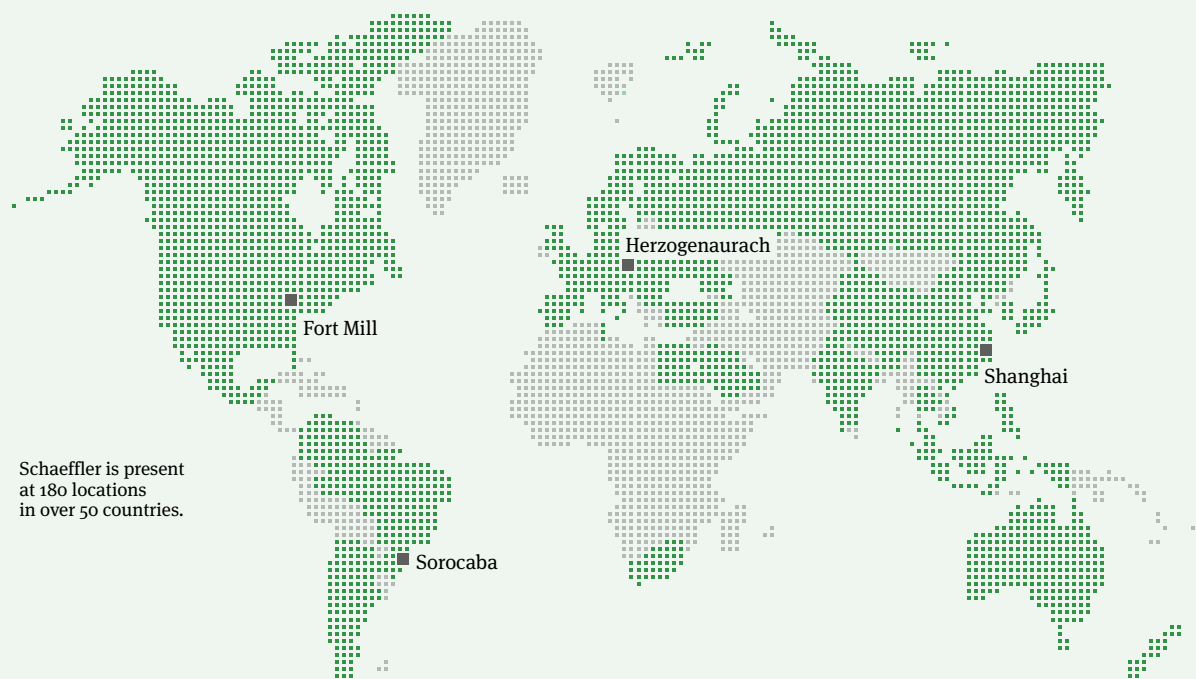 Herzogenaurach
Fort Mill
Shanghai
Schaeffler is present
at 180 locations
in over 50 countries.
Sorocaba